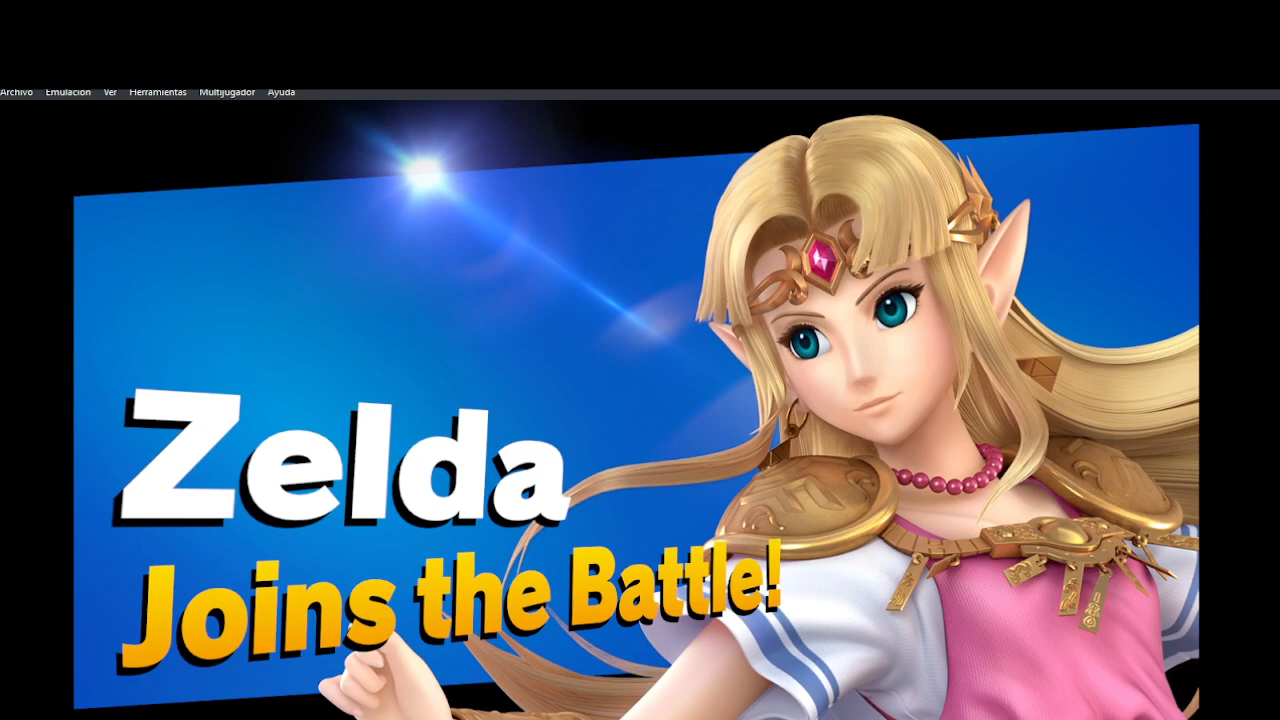 Archivo Emulación Ver Herramientas Multijugador Ayuda
Zelda
Joins the Battle!